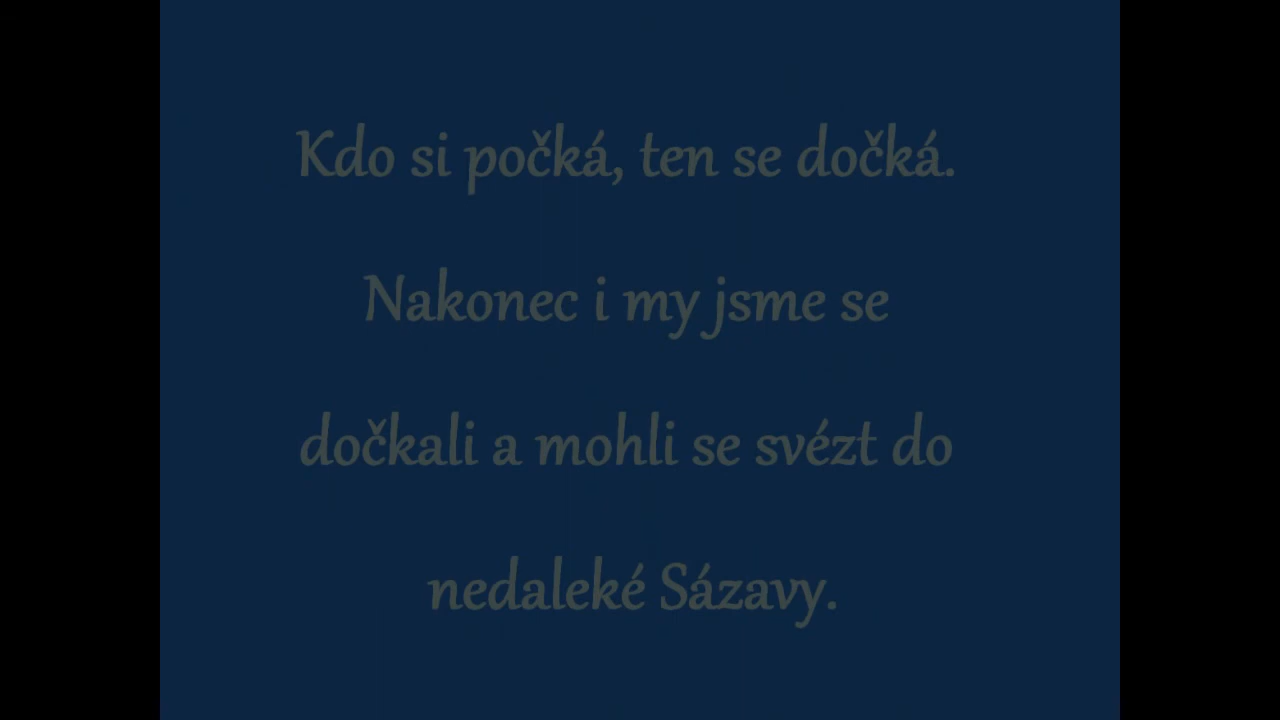 Kdo si počká, ten se dočká.
Nakonec i my jsme se
dočkali a mohli se svézt do
nedaleké Sázavy.